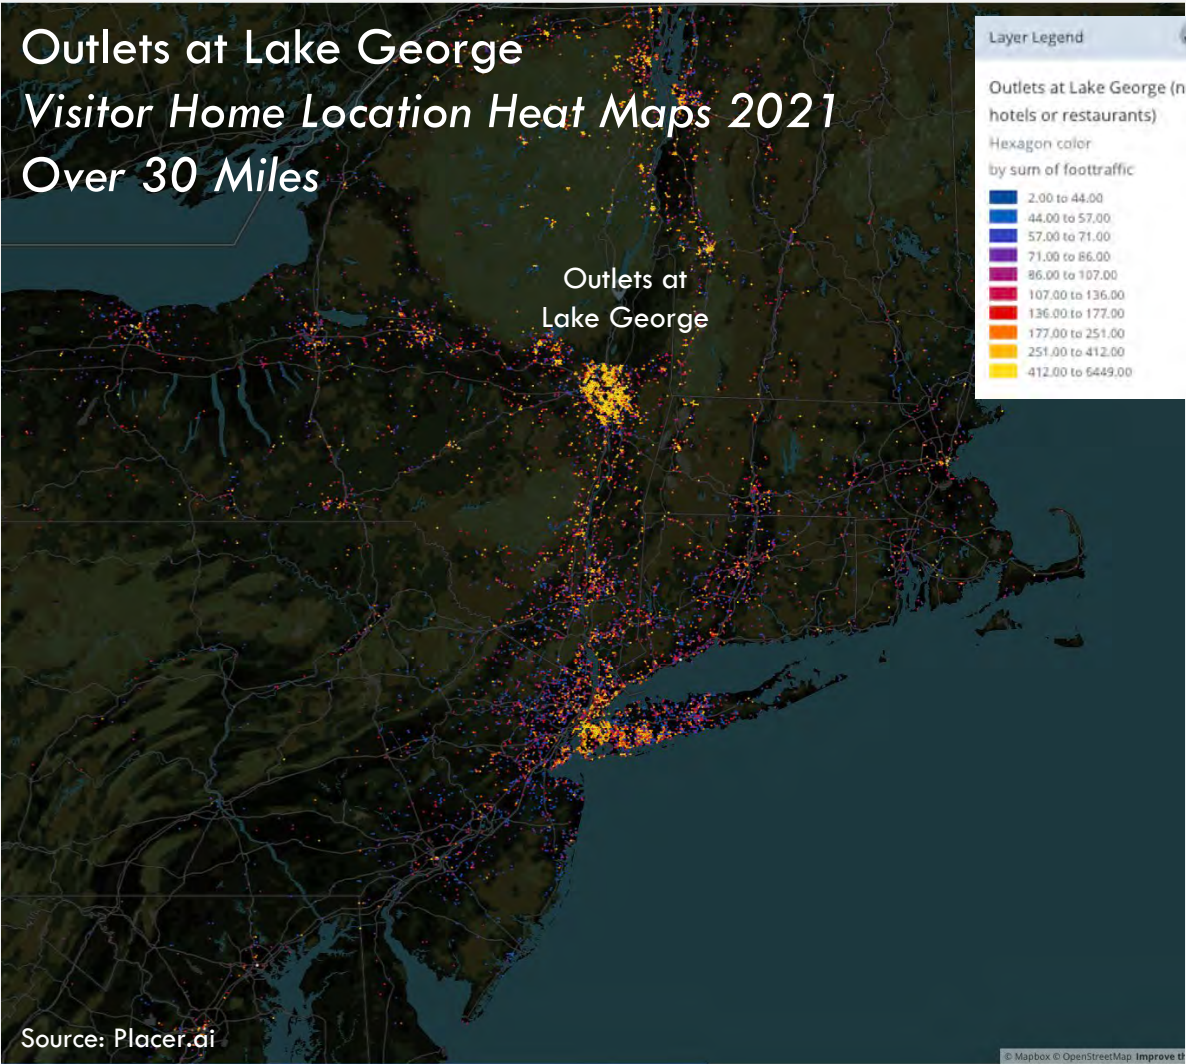 Outlets at Lake George
Visitor Home Location Heat Maps 2021
Over 30 Miles
Layer Legend
Outlets at Lake George (n
hotels or restaurants)
Hexagon color
by sum of foottraffic
2.00 to 44.00
44.00 to 57.00
57.00 to 71.00
71.00 to 86.00
86.00 to 107.00
107.00 to 136.00
136.00 to 177.00
177.00 to 251.00
251.00 to 412.00
412.00 to 6449.00
Outlets at
Lake George
Source: Placer.ai
© Mapbox © OpenStreetMap Improve th